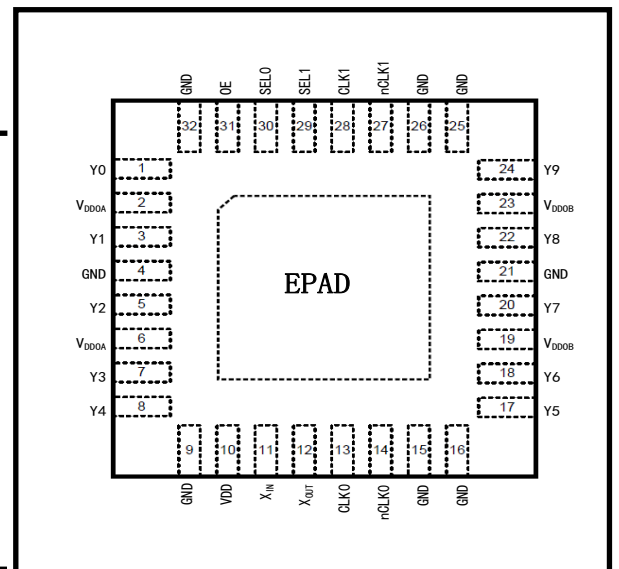 GND OE SEL0 SEL1 CLK1 nCLK1 GND GND
32 31 30 29 28 27 26 25
Y0 1 24 Y9
VDDOA 2 23 VDDOB
Y1 3 22 Y8
GND 4 21 GND
EPAD
Y2 5 20 Y7
VDDOA 6 19 VDDOB
Y3 7 18 Y6
Y4 8 17 Y5
9 10 11 12 13 14 15 16
GND VDD XIN XOUT CLK0 nCLK0 GND GND